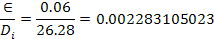 ∈/Dᵢ = 0.06/26.28 = 0.002283105023